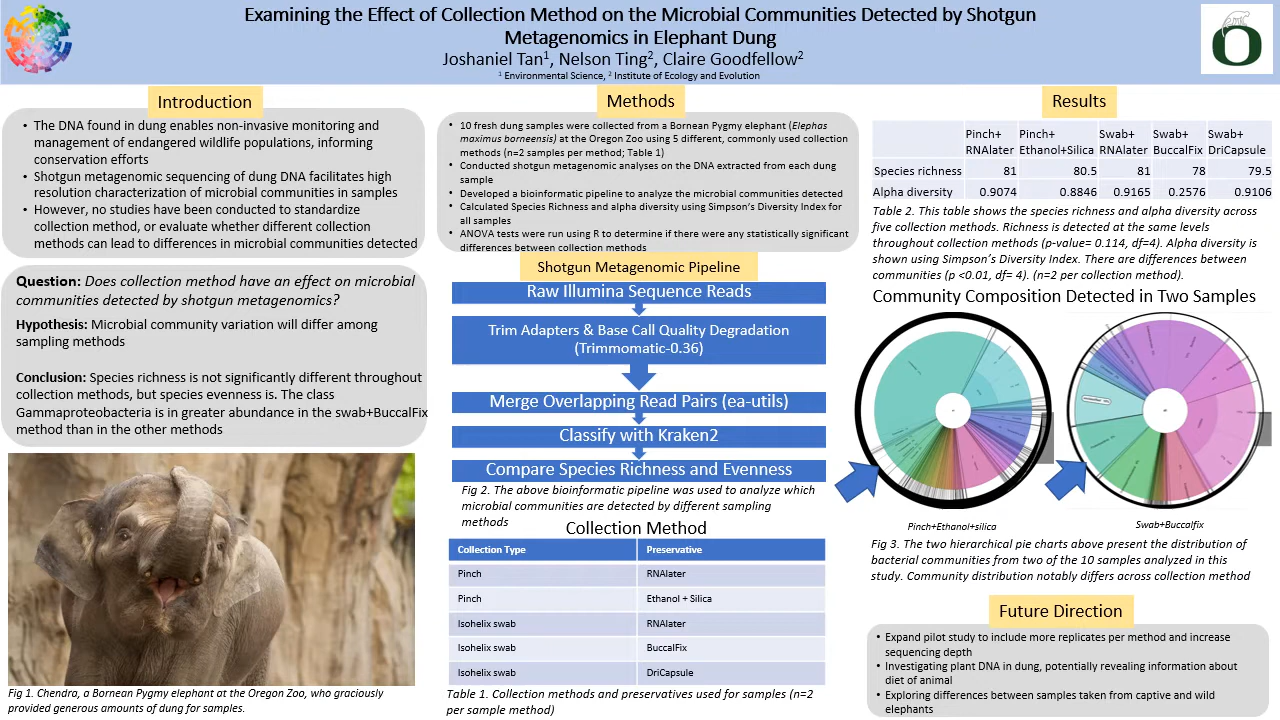 Examining the Effect of Collection Method on the Microbial Communities Detected by Shotgun
Metagenomics in Elephant Dung
Joshaniel Tan¹, Nelson Ting², Claire Goodfellow²
¹ Environmental Science, ² Institute of Ecology and Evolution
O
Introduction
• The DNA found in dung enables non-invasive monitoring and
management of endangered wildlife populations, informing
conservation efforts
• Shotgun metagenomic sequencing of dung DNA facilitates high
resolution characterization of microbial communities in samples
• However, no studies have been conducted to standardize
collection method, or evaluate whether different collection
methods can lead to differences in microbial communities detected
Question: Does collection method have an effect on microbial
communities detected by shotgun metagenomics?
Hypothesis: Microbial community variation will differ among
sampling methods
Conclusion: Species richness is not significantly different throughout
collection methods, but species evenness is. The class
Gammaproteobacteria is in greater abundance in the swab+BuccalFix
method than in the other methods
Fig 1. Chendra, a Bornean Pygmy elephant at the Oregon Zoo, who graciously
provided generous amounts of dung for samples.
Methods
• 10 fresh dung samples were collected from a Bornean Pygmy elephant (Elephas
maximus borneensis) at the Oregon Zoo using 5 different, commonly used collection
methods (n=2 samples per method; Table 1)
• Conducted shotgun metagenomic analyses on the DNA extracted from each dung
sample
• Developed a bioinformatic pipeline to analyze the microbial communities detected
• Calculated Species Richness and alpha diversity using Simpson's Diversity Index for
all samples
• ANOVA tests were run using R to determine if there were any statistically significant
differences between collection methods
Shotgun Metagenomic Pipeline
Raw Illumina Sequence Reads
Trim Adapters & Base Call Quality Degradation
(Trimmomatic-0.36)
Merge Overlapping Read Pairs (ea-utils)
Classify with Kraken2
Compare Species Richness and Evenness
Fig 2. The above bioinformatic pipeline was used to analyze which
microbial communities are detected by different sampling
methods
Collection Method
Collection Type Preservative
Pinch RNAlater
Pinch Ethanol + Silica
Isohelix swab RNAlater
Isohelix swab BuccalFix
Isohelix swab DriCapsule
Table 1. Collection methods and preservatives used for samples (n=2
per sample method)
Results
Pinch+ Pinch+ Swab+ Swab+ Swab+
RNAlater Ethanol+Silica RNAlater BuccalFix DriCapsule
Species richness 81 80.5 81 78 79.5
Alpha diversity 0.9074 0.8846 0.9165 0.2576 0.9106
Table 2. This table shows the species richness and alpha diversity across
five collection methods. Richness is detected at the same levels
throughout collection methods (p-value= 0.114, df=4). Alpha diversity is
shown using Simpson's Diversity Index. There are differences between
communities (p <0.01, df= 4). (n=2 per collection method).
Community Composition Detected in Two Samples
Pinch+Ethanol+silica
Swab+Buccalfix
Fig 3. The two hierarchical pie charts above present the distribution of
bacterial communities from two of the 10 samples analyzed in this
study. Community distribution notably differs across collection method
Future Direction
• Expand pilot study to include more replicates per method and increase
sequencing depth
• Investigating plant DNA in dung, potentially revealing information about
diet of animal
• Exploring differences between samples taken from captive and wild
elephants